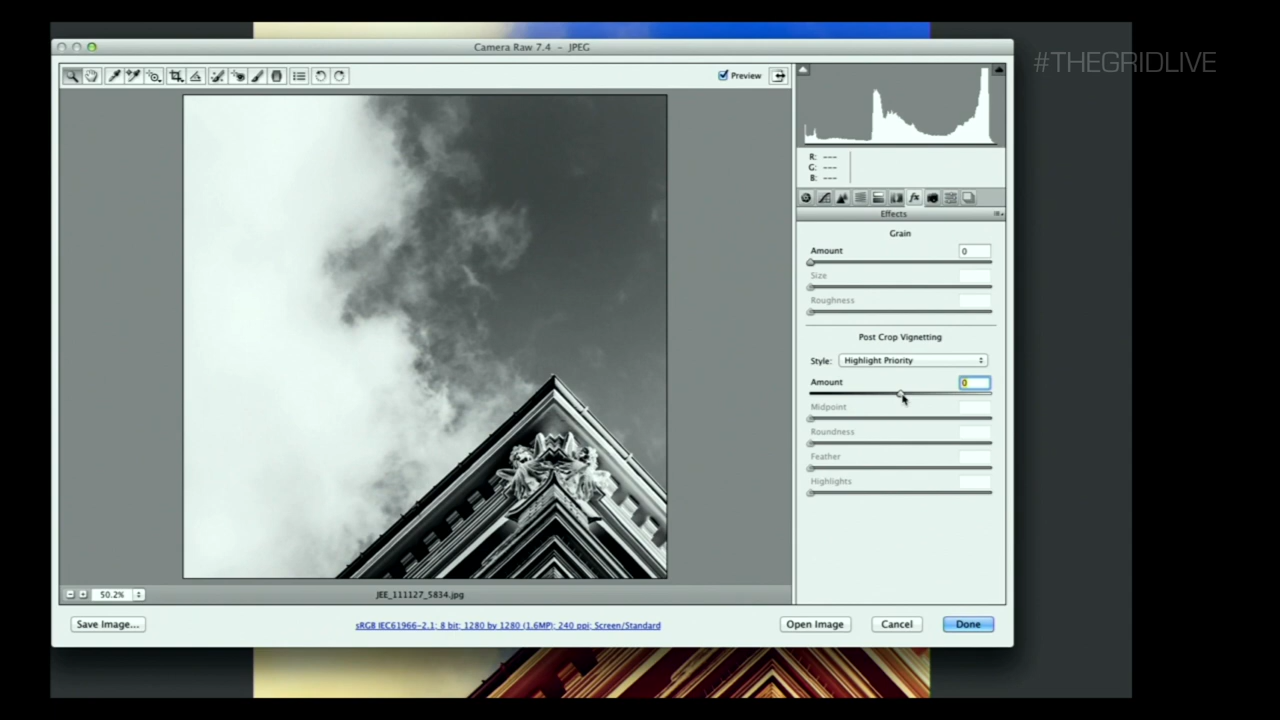 Camera Raw 7.4 – JPEG
#THEGRIDLIVE
Preview
R: ---
G: ---
B: ---
fx
Effects
Grain
Amount 0
Size
Roughness
Post Crop Vignetting
Style: Highlight Priority
Amount 0
Midpoint
Roundness
Feather
Highlights
50.2% JEE_111127_5834.jpg
Save Image... sRGB IEC61966-2.1; 8 bit; 1280 by 1280 (1.6MP); 240 ppi; Screen/Standard Open Image Cancel Done